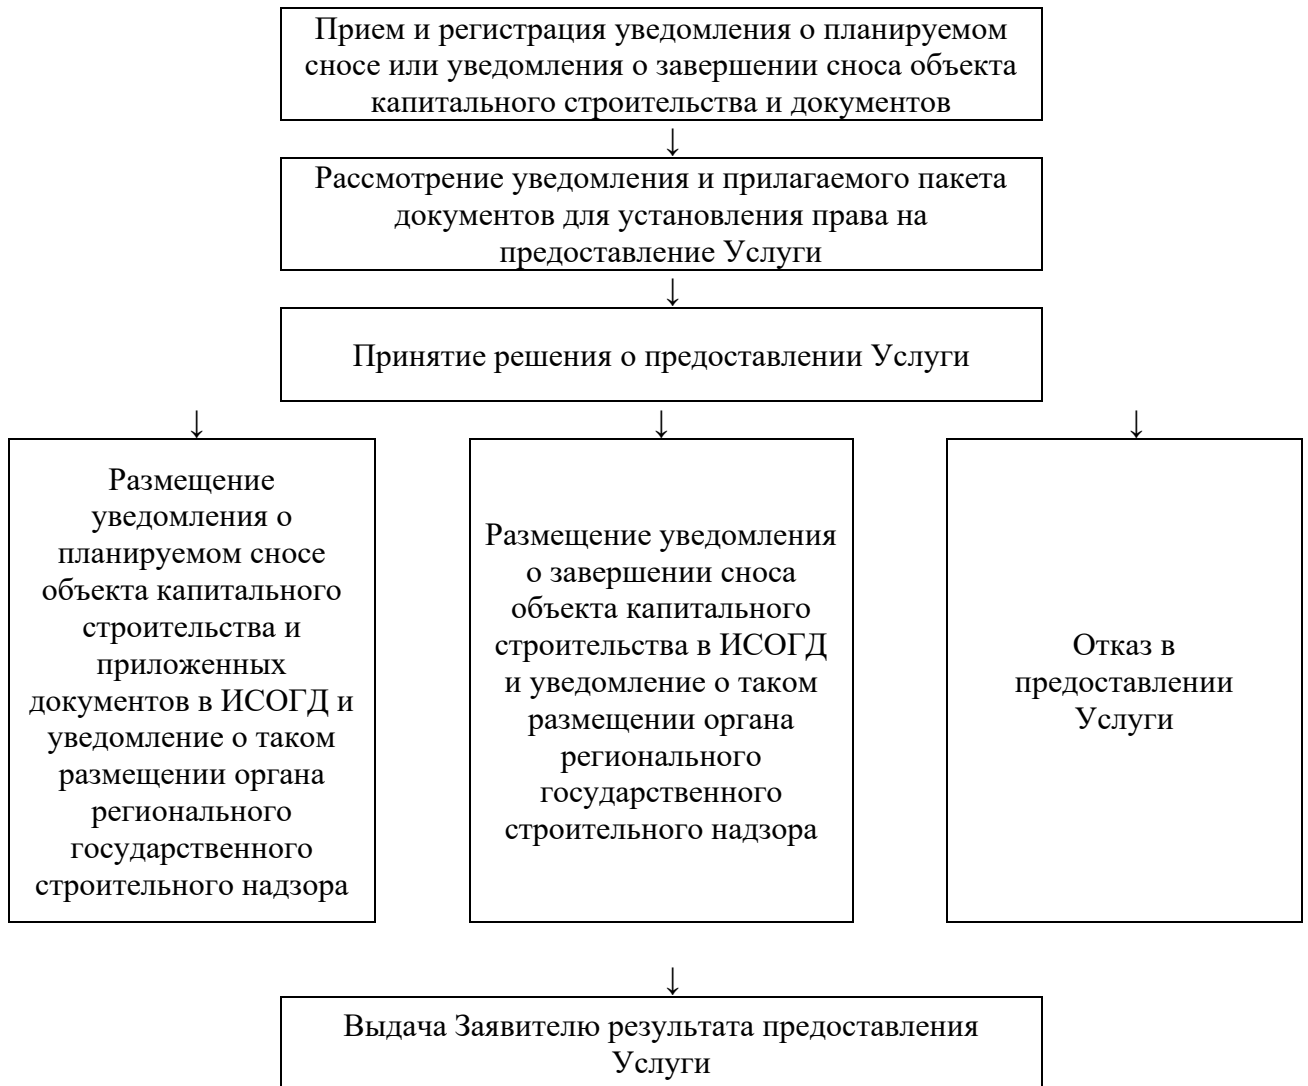 Прием и регистрация уведомления о планируемом
сносе или уведомления о завершении сноса объекта
капитального строительства и документов
↓
Рассмотрение уведомления и прилагаемого пакета
документов для установления права на
предоставление Услуги
↓
Принятие решения о предоставлении Услуги
↓ ↓ ↓
Размещение
уведомления о
планируемом сносе
объекта капитального
строительства и
приложенных
документов в ИСОГД и
уведомление о таком
размещении органа
регионального
государственного
строительного надзора
Размещение уведомления
о завершении сноса
объекта капитального
строительства в ИСОГД
и уведомление о таком
размещении органа
регионального
государственного
строительного надзора
Отказ в
предоставлении
Услуги
↓
Выдача Заявителю результата предоставления
Услуги